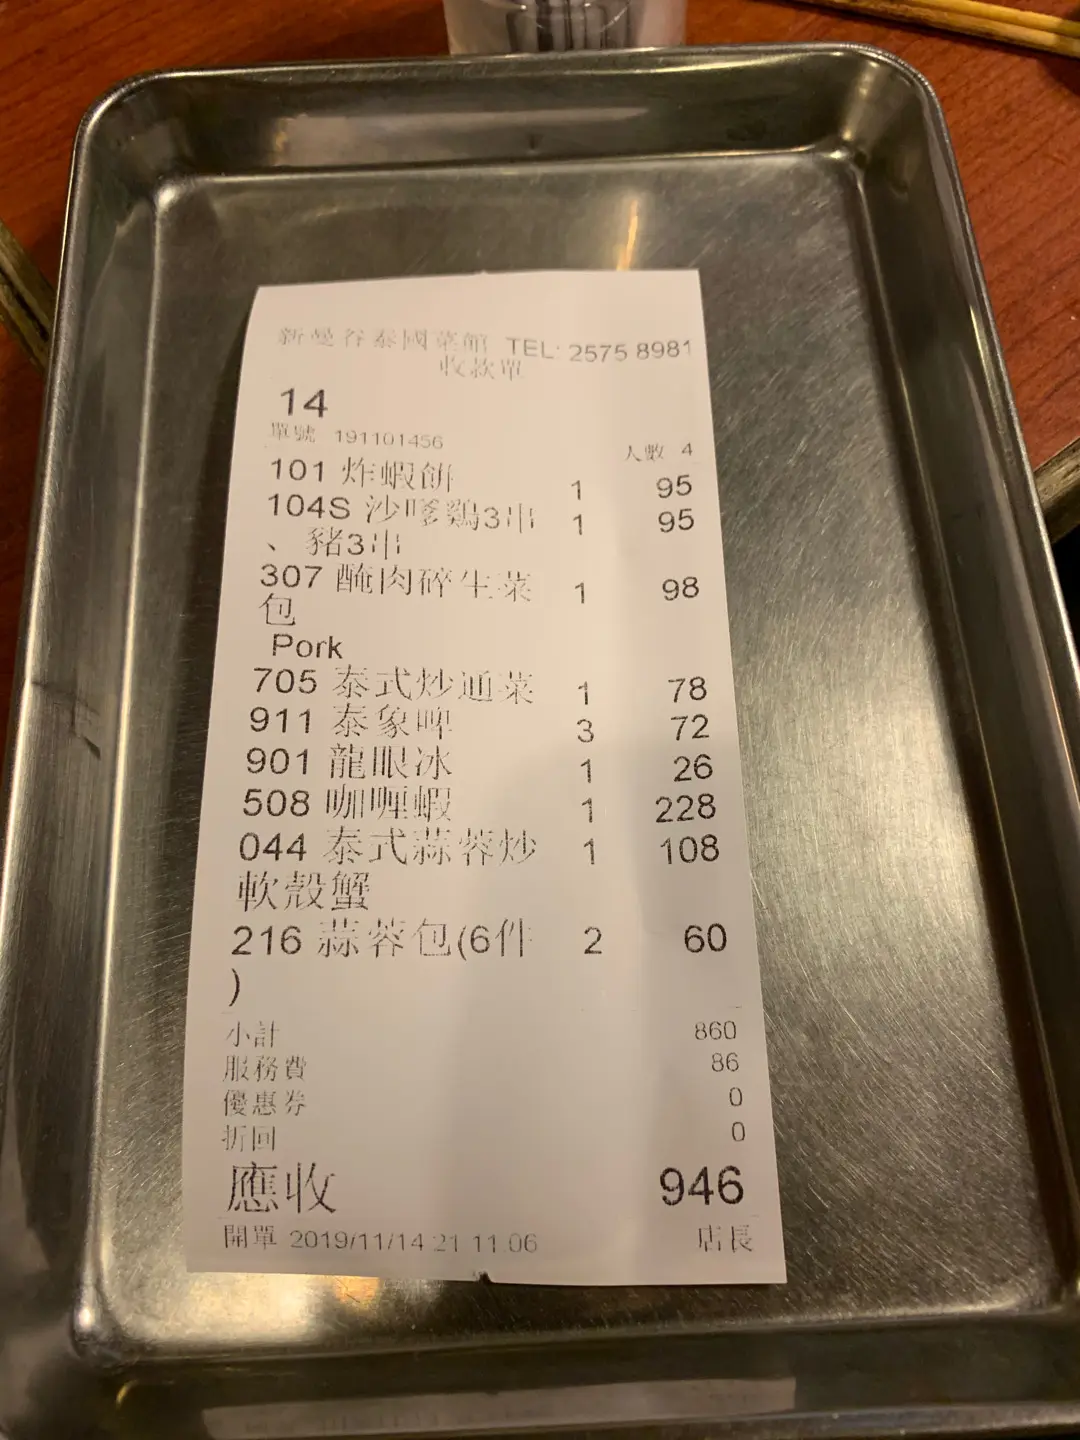 新曼谷泰國菜館 TEL: 2575 8981
收款單
14
單號 191101456 人數 4
101 炸蝦餅 1 95
104S 沙嗲鷄3串 1 95
、 豬3串
307 醃肉碎生菜 1 98
包
Pork
705 泰式炒通菜 1 78
911 泰象啤 3 72
901 龍眼冰 1 26
508 咖喱蝦 1 228
044 泰式蒜蓉炒 1 108
軟殼蟹
216 蒜蓉包(6件 2 60
)
小計 860
服務費 86
優惠券 0
折回 0
應收 946
開單 2019/11/14 21 11 06 店長